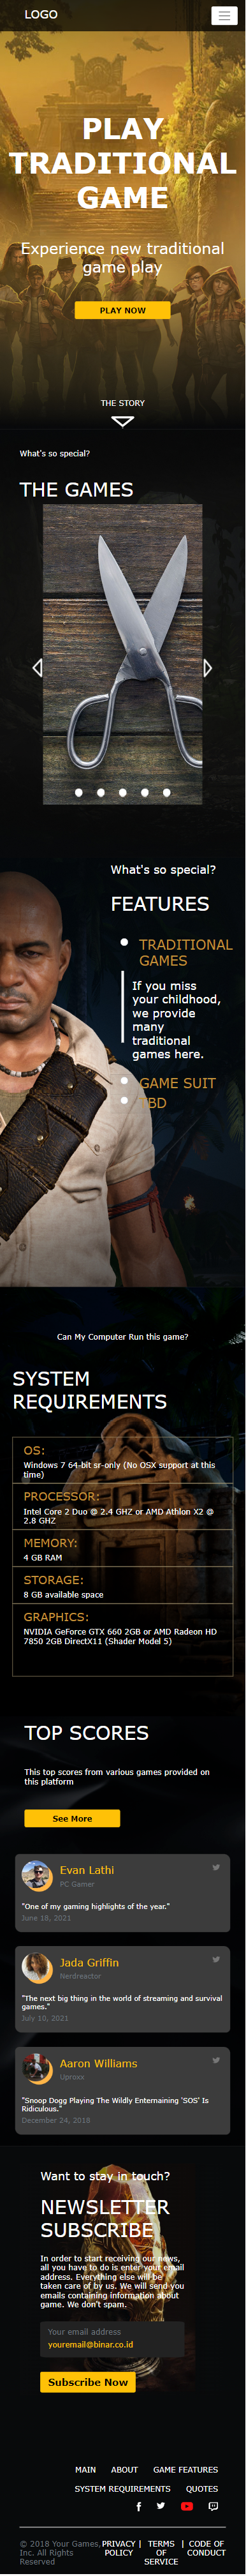 LOGO
PLAY
TRADITIONAL
GAME
Experience new traditional
game play
PLAY NOW
THE STORY
What's so special?
THE GAMES
What's so special?
FEATURES
TRADITIONAL
GAMES
If you miss
your childhood,
we provide
many
traditional
games here.
GAME SUIT
TBD
Can My Computer Run this game?
SYSTEM
REQUIREMENTS
OS:
Windows 7 64-bit sr-only (No OSX support at this
time)
PROCESSOR:
Intel Core 2 Duo @ 2.4 GHZ or AMD Athlon X2 @
2.8 GHZ
MEMORY:
4 GB RAM
STORAGE:
8 GB available space
GRAPHICS:
NVIDIA GeForce GTX 660 2GB or AMD Radeon HD
7850 2GB DirectX11 (Shader Model 5)
TOP SCORES
This top scores from various games provided on
this platform
See More
Evan Lathi
PC Gamer
"One of my gaming highlights of the year."
June 18, 2021
Jada Griffin
Nerdreactor
"The next big thing in the world of streaming and survival
games."
July 10, 2021
Aaron Williams
Uproxx
"Snoop Dogg Playing The Wildly Entertaining 'SOS' Is
Ridiculous."
December 24, 2018
Want to stay in touch?
NEWSLETTER
SUBSCRIBE
In order to start receiving our news,
all you have to do is enter your email
address. Everything else will be
taken care of by us. We will send you
emails containing information about
game. We don't spam.
Your email address
youremail@binar.co.id
Subscribe Now
MAIN ABOUT GAME FEATURES
SYSTEM REQUIREMENTS QUOTES
© 2018 Your Games,
Inc. All Rights
Reserved
PRIVACY
POLICY
|
TERMS
OF
SERVICE
|
CODE OF
CONDUCT